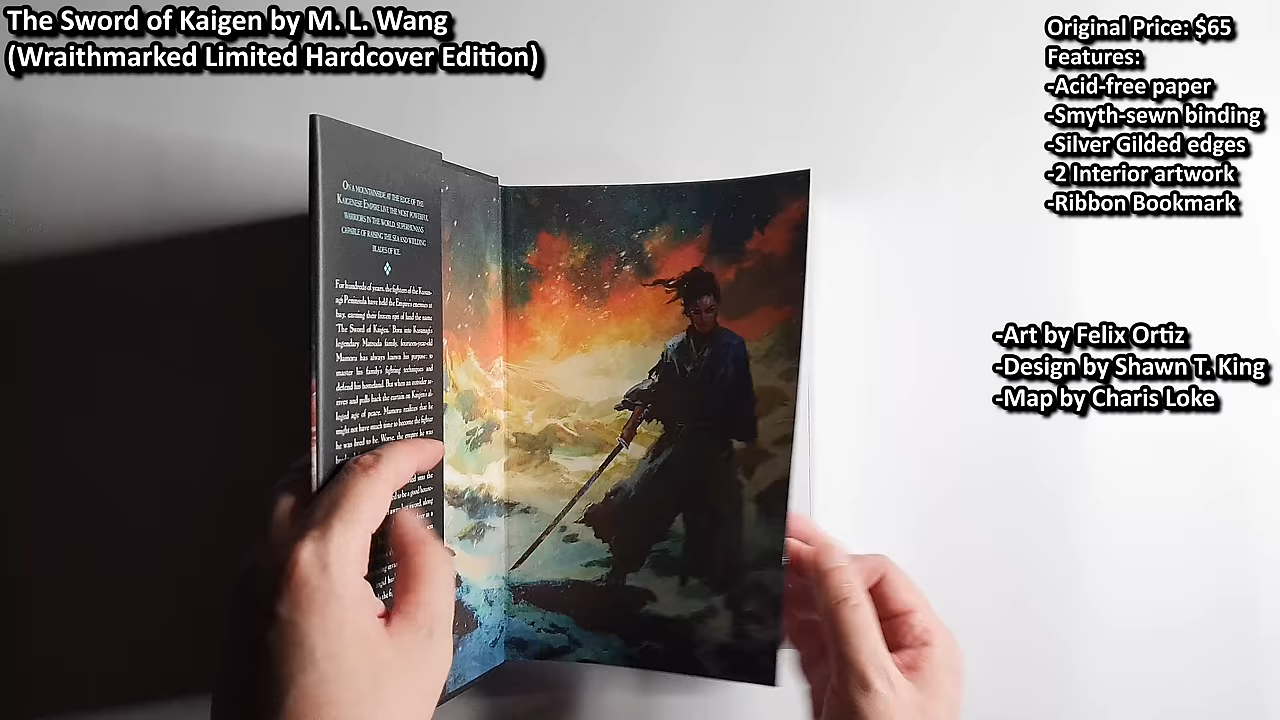 The Sword of Kaigen by M. L. Wang
(Wraithmarked Limited Hardcover Edition)
Original Price: $65
Features:
-Acid-free paper
-Smyth-sewn binding
-Silver Gilded edges
-2 Interior artwork
-Ribbon Bookmark
-Art by Felix Ortiz
-Design by Shawn T. King
-Map by Charis Loke
On a mountainside at the edge of the
Kaigenese Empire live the most powerful
warriors in the world, superhumans
capable of raising the sea and wielding
blades of ice.
For hundreds of years, the fighters of the Kusan-
agi Peninsula have held the Empire's enemies at
bay, earning their frozen spit of land the name
'The Sword of Kaigen.' Born into Kusanagi's
legendary Matsuda family, fourteen-year-old
Mamoru has always known his purpose: to
master his family's fighting techniques and
defend his homeland. But when an outsider ar-
rives and pulls back the curtain on Kaigen's al-
leged age of peace, Mamoru realizes that he
might not have much time to become the fighter
he was bred to be. Worse, the empire he was